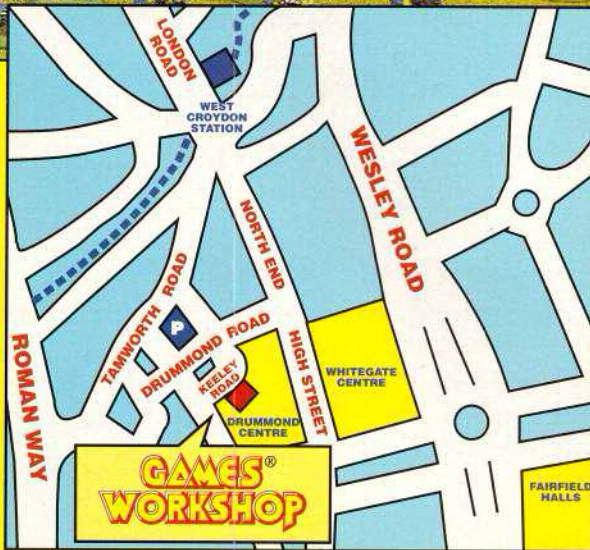 LONDON
ROAD
WEST
CROYDON
STATION
WESLEY ROAD
NORTH END
TAMWORTH ROAD
P
DRUMMOND ROAD
KEELEY
ROAD
HIGH STREET
ROMAN WAY
WHITEGATE
CENTRE
DRUMMOND
CENTRE
GAMES®
WORKSHOP
FAIRFIELD
HALLS